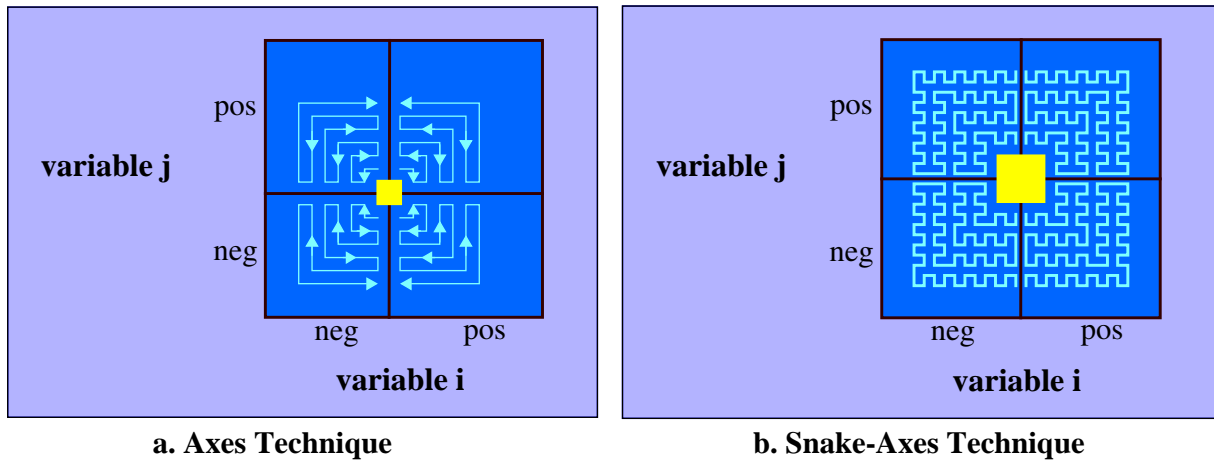 pos
variable j
neg
neg pos
variable i
a. Axes Technique
pos
variable j
neg
neg pos
variable i
b. Snake-Axes Technique